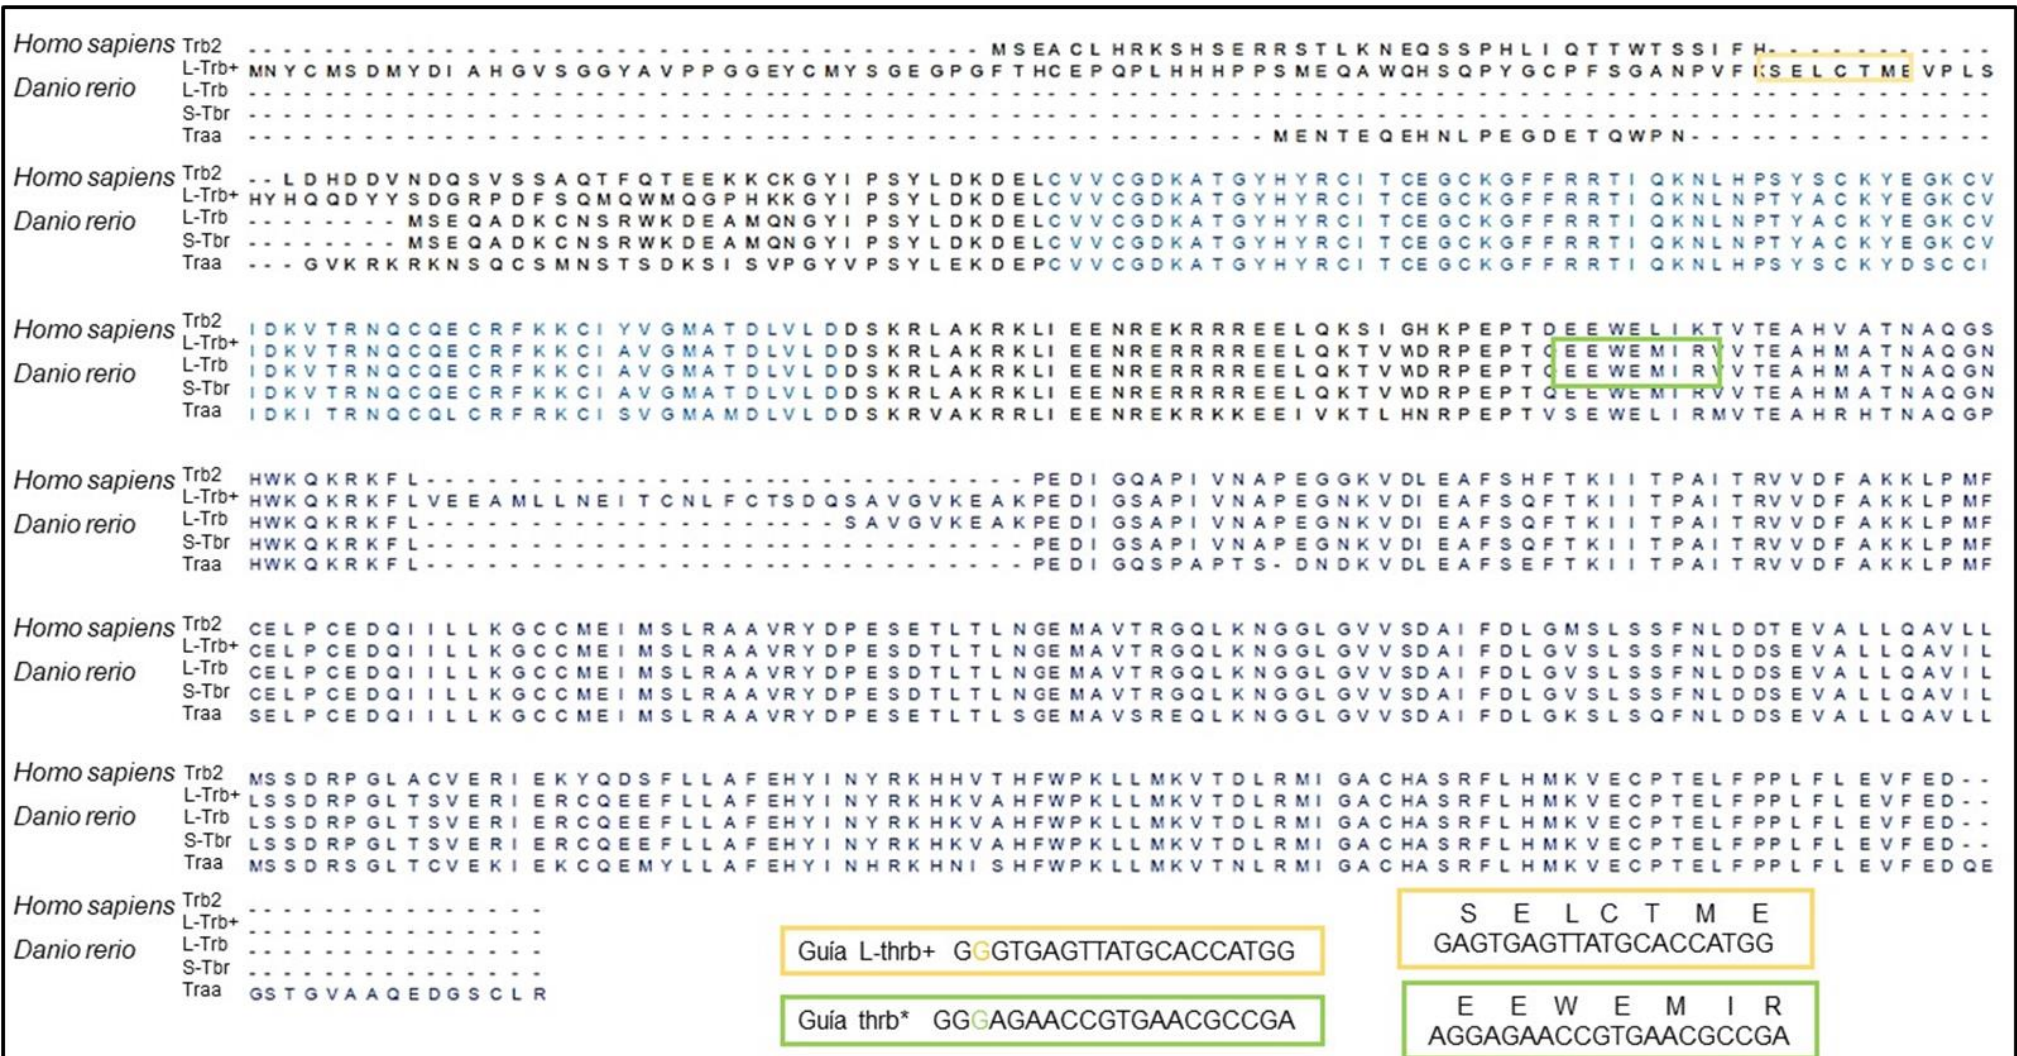 Homo sapiens Trb2 ------------------------------------MSEACLHRKSHSERRSTLKNEQSSPHLIQTTWTSSIFH-----------
L-Trb+ MNYCMSDMYDIAHGVSGGYAVPPGGEYCMYSGEGPGFTHCEPQPLHHHPPSMEQAWQHSQPYGCPFSGANPVFKSELCTMEVPLS
Danio rerio L-Trb -------------------------------------------------------------------------------------
S-Tbr -------------------------------------------------------------------------------------
Traa --------------------------------------------------MENTEQEHNLPEGDETQWPN---------------
Homo sapiens Trb2 --LDHDDVNDQSVSSAQTFQTEEKKCKGYIPSYLDKDELCVVCGDKATGYHYRCITCEGCKGFFRRTIQKNLHPSYSCKYEGKCV
L-Trb+ HYHQQDYYSDGRPDFSQMQWMQGPHKKGYIPSYLDKDELCVVCGDKATGYHYRCITCEGCKGFFRRTIQKNLNPTYACKYEGKCV
Danio rerio L-Trb --------MSEQADKCNSRWKDEAMQNGYIPSYLDKDELCVVCGDKATGYHYRCITCEGCKGFFRRTIQKNLNPTYACKYEGKCV
S-Tbr --------MSEQADKCNSRWKDEAMQNGYIPSYLDKDELCVVCGDKATGYHYRCITCEGCKGFFRRTIQKNLNPTYACKYEGKCV
Traa ---GVKRKRKNSQCSMNSTSDKSISVPGYVPSYLEKDEPCVVCGDKATGYHYRCITCEGCKGFFRRTIQKNLHPSYSCKYDSCCI
Homo sapiens Trb2 IDKVTRNQCQECRFKKCIYVGMATDLVLDDSKRLAKRKLIEENREKRRREELQKSIGHKPEPTDEEWELIKTVTEAHVATNAQGS
L-Trb+ IDKVTRNQCQECRFKKCIAVGMATDLVLDDSKRLAKRKLIEENRERRRREELQKTVWDRPEPTQEEWEMIRVVTEAHMATNAQGN
Danio rerio L-Trb IDKVTRNQCQECRFKKCIAVGMATDLVLDDSKRLAKRKLIEENRERRRREELQKTVWDRPEPTQEEWEMIRVVTEAHMATNAQGN
S-Tbr IDKVTRNQCQECRFKKCIAVGMATDLVLDDSKRLAKRKLIEENRERRRREELQKTVWDRPEPTQEEWEMIRVVTEAHMATNAQGN
Traa IDKITRNQCQLCRFRKCISVGMAMDLVLDDSKRVAKRRLIEENREKRKKEEIVKTLHNRPEPTVSEWELIRMVTEAHRHTNAQGP
Homo sapiens Trb2 HWKQKRKFL------------------------------PEDIGQAPIVNAPEGGKVDLEAFSHFTKIITPAITRVVDFAKKLPMF
L-Trb+ HWKQKRKFLVEEAMLLNEITCNLFCTSDQSAVGVKEAKPEDIGSAPIVNAPEGNKVDIEAFSQFTKIITPAITRVVDFAKKLPMF
Danio rerio L-Trb HWKQKRKFL--------------------SAVGVKEAKPEDIGSAPIVNAPEGNKVDIEAFSQFTKIITPAITRVVDFAKKLPMF
S-Tbr HWKQKRKFL-----------------------------PEDIGSAPIVNAPEGNKVDIEAFSQFTKIITPAITRVVDFAKKLPMF
Traa HWKQKRKFL-----------------------------PEDIGQSPAPTS-DNDKVDLEAFSEFTKIITPAITRVVDFAKKLPMF
Homo sapiens Trb2 CELPCEDQIILLKGCCMEIMSLRAAVRYDPESETLTLNGEMAVTRGQLKNGGLGVVSDAIFDLGMSLSSFNLDDTEVALLQAVLL
L-Trb+ CELPCEDQIILLKGCCMEIMSLRAAVRYDPESDTLTLNGEMAVTRGQLKNGGLGVVSDAIFDLGVSLSSFNLDDSEVALLQAVIL
Danio rerio L-Trb CELPCEDQIILLKGCCMEIMSLRAAVRYDPESDTLTLNGEMAVTRGQLKNGGLGVVSDAIFDLGVSLSSFNLDDSEVALLQAVIL
S-Tbr CELPCEDQIILLKGCCMEIMSLRAAVRYDPESDTLTLNGEMAVTRGQLKNGGLGVVSDAIFDLGVSLSSFNLDDSEVALLQAVIL
Traa SELPCEDQIILLKGCCMEIMSLRAAVRYDPESETLTLSGEMAVSREQLKNGGLGVVSDAIFDLGKSLSQFNLDDSEVALLQAVLL
Homo sapiens Trb2 MSSDRPGLACVERIEKYQDSFLLAFEHYINYRKHHVTHFWPKLLMKVTDLRMIGACHASRFLHMKVECPTELFPPLFLEVFED--
L-Trb+ LSSDRPGLTSVERIERCQEEFLLAFEHYINYRKHKVAHFWPKLLMKVTDLRMIGACHASRFLHMKVECPTELFPPLFLEVFED--
Danio rerio L-Trb LSSDRPGLTSVERIERCQEEFLLAFEHYINYRKHKVAHFWPKLLMKVTDLRMIGACHASRFLHMKVECPTELFPPLFLEVFED--
S-Tbr LSSDRPGLTSVERIERCQEEFLLAFEHYINYRKHKVAHFWPKLLMKVTDLRMIGACHASRFLHMKVECPTELFPPLFLEVFED--
Traa MSSDRSGLTCVEKIEKCQEMYLLAFEHYINHRKHNISHFWPKLLMKVTNLRMIGACHASRFLHMKVECPTELFPPLFLEVFEDQE
Homo sapiens Trb2 ---------------
L-Trb+ ---------------
Danio rerio L-Trb ---------------
S-Tbr ---------------
Traa GSTGVAAQEDGSCLR
Guía L-thrb+ GGGTGAGTTATGCACCATGG
Guía thrb* GGGAGAACCGTGAACGCCGA
S E L C T M E
GAGTGAGTTATGCACCATGG
E E W E M I R
AGGAGAACCGTGAACGCCGA